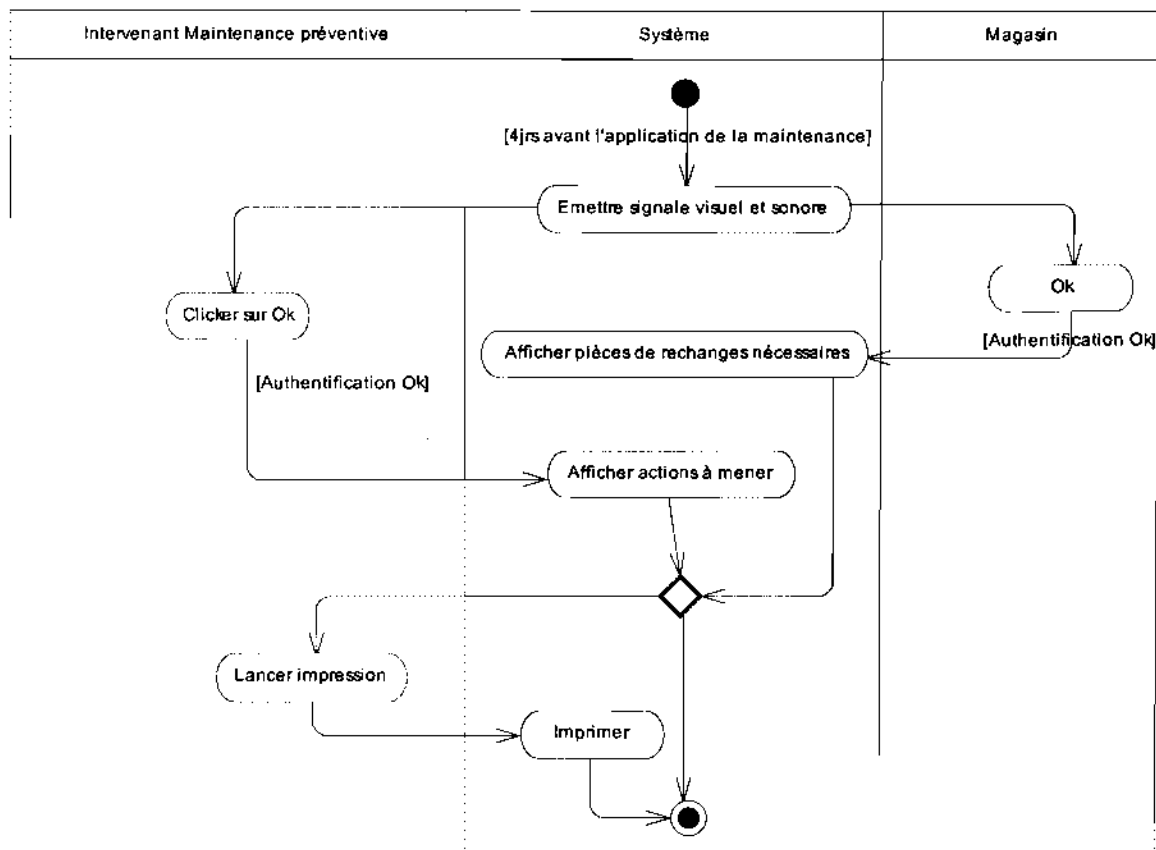 Intervenant Maintenance préventive
Système
Magasin
[4jrs avant l'application de la maintenance]
Emettre signale visuel et sonore
Ok
Clicker sur Ok
[Authentification Ok]
Afficher pièces de rechanges nécessaires
[Authentification Ok]
Afficher actions à mener
Lancer impression
Imprimer